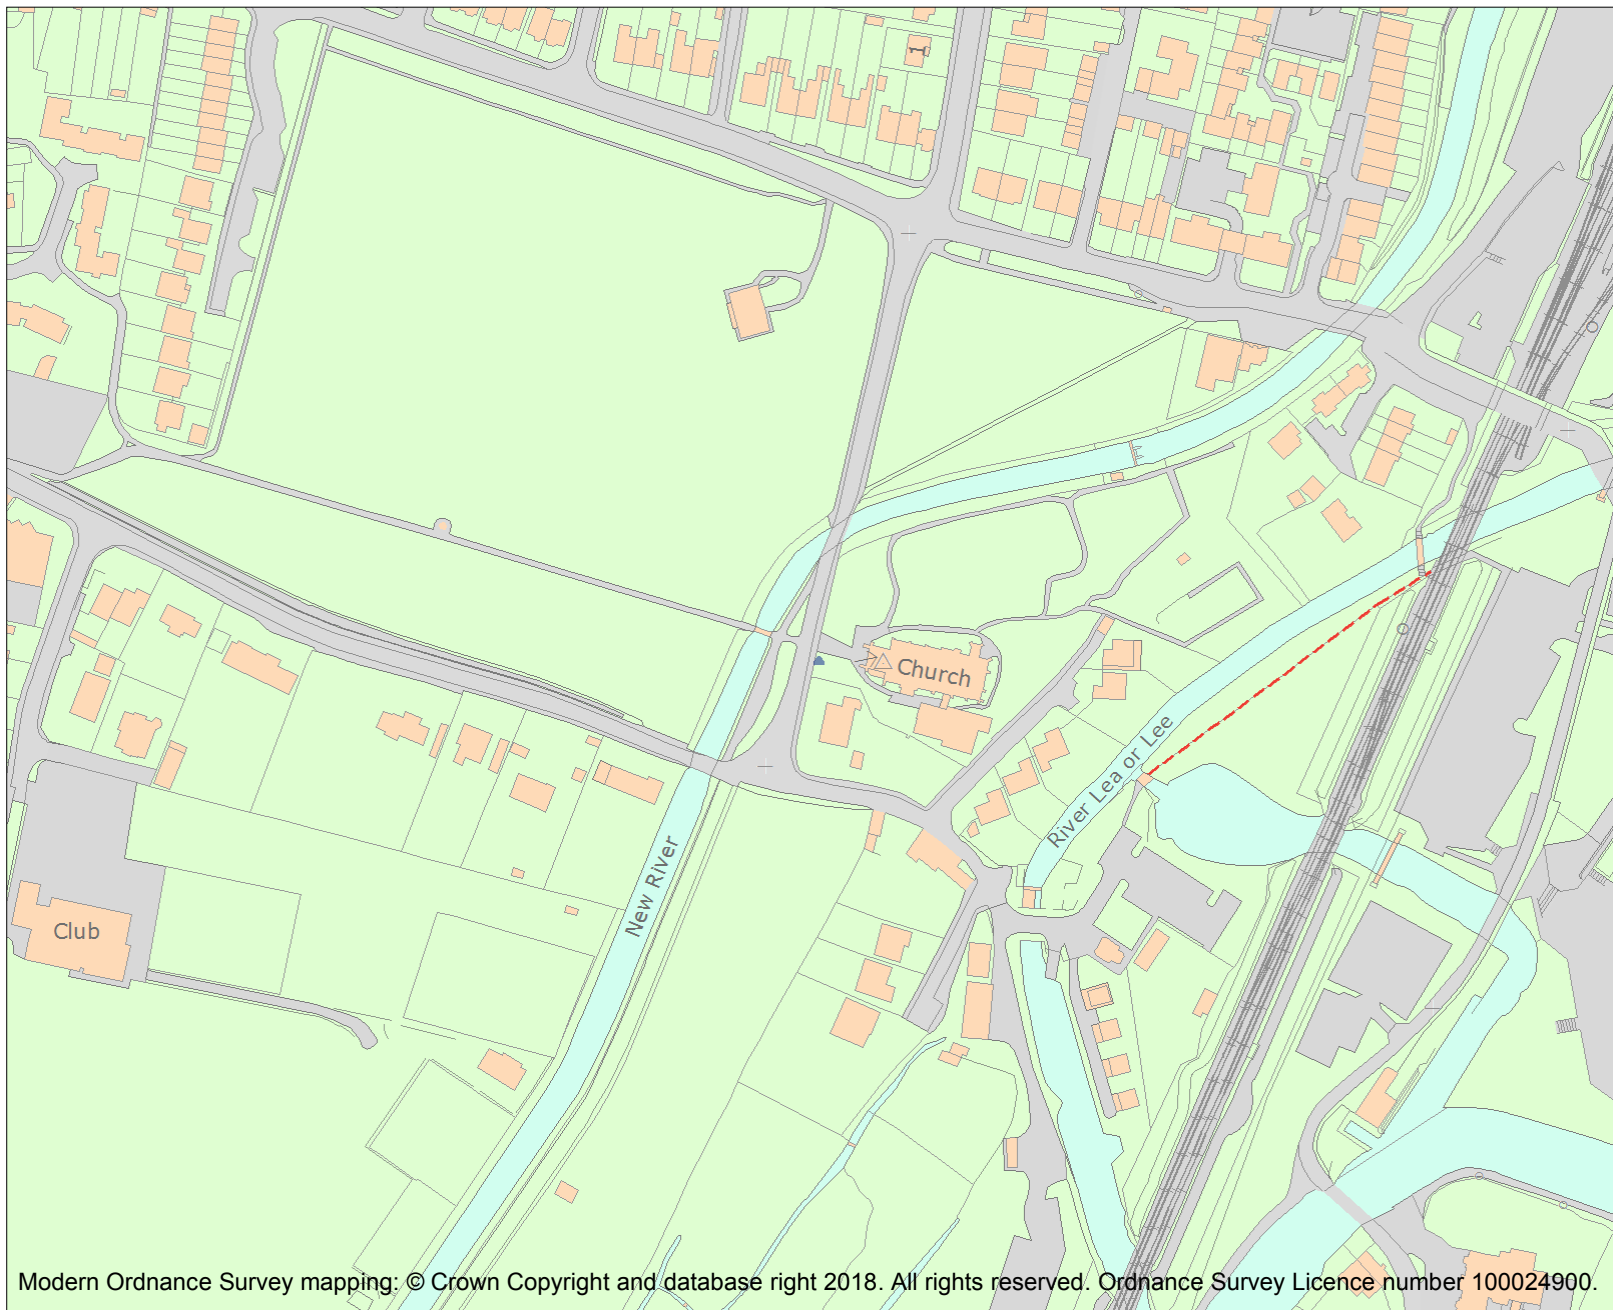 1
Church
River Lea or Lee
New River
Club
Modern Ordnance Survey mapping: © Crown Copyright and database right 2018. All rights reserved. Ordnance Survey Licence number 100024900.